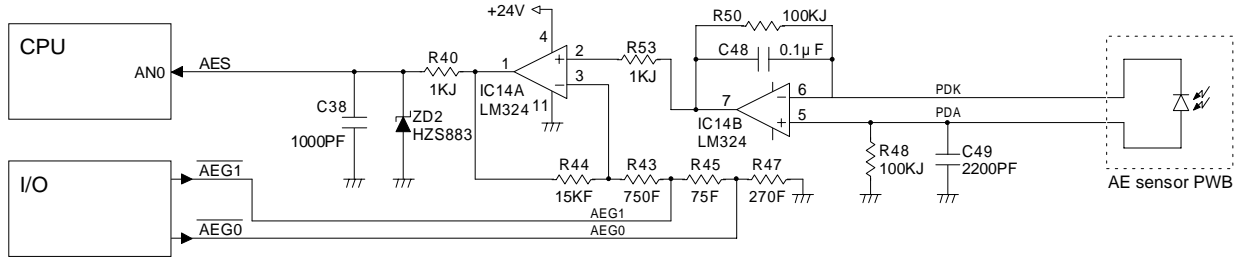 CPU
AN0
AES
+24V
4
1
R40
1KJ
IC14A
LM324
+
2
−
3
11
C38
1000PF
ZD2
HZS883
R53
1KJ
R50
100KJ
C48
0.1µ F
7
IC14B
LM324
−
6
+
5
PDK
PDA
R48
100KJ
C49
2200PF
AE sensor PWB
I/O
AEG1
AEG0
R44
15KF
R43
750F
R45
75F
R47
270F
AEG1
AEG0